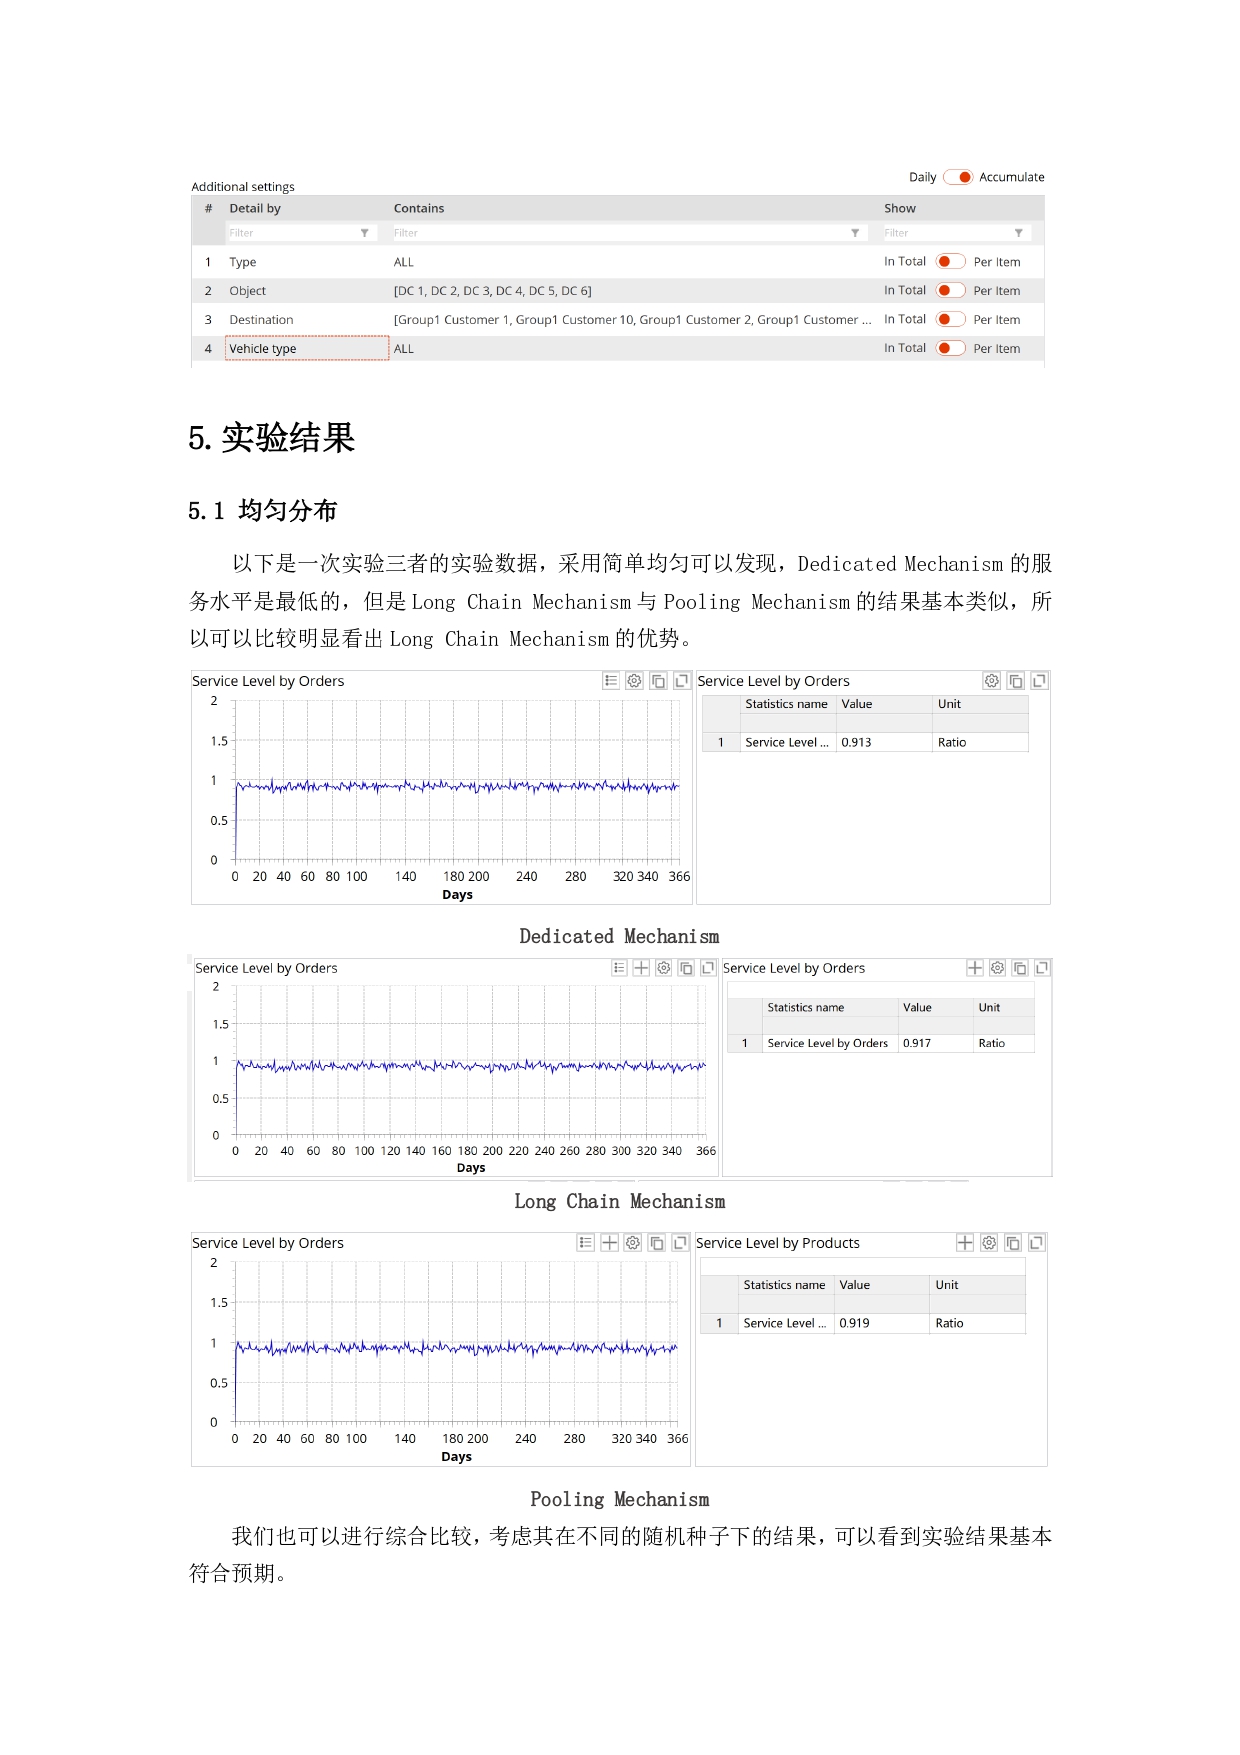 Daily Accumulate
Additional settings
# Detail by Contains Show
Filter Filter Filter
1 Type ALL In Total Per Item
2 Object [DC 1, DC 2, DC 3, DC 4, DC 5, DC 6] In Total Per Item
3 Destination [Group1 Customer 1, Group1 Customer 10, Group1 Customer 2, Group1 Customer ... In Total Per Item
4 Vehicle type ALL In Total Per Item
5. 实验结果
5.1 均匀分布
以下是一次实验三者的实验数据，采用简单均匀可以发现，Dedicated Mechanism 的服
务水平是最低的，但是 Long Chain Mechanism 与 Pooling Mechanism 的结果基本类似，所
以可以比较明显看出 Long Chain Mechanism 的优势。
Service Level by Orders
2
1.5
1
0.5
0
0 20 40 60 80 100 140 180 200 240 280 320 340 366
Days
Service Level by Orders
Statistics name Value Unit
1 Service Level ... 0.913 Ratio
Dedicated Mechanism
Service Level by Orders
2
1.5
1
0.5
0
0 20 40 60 80 100 120 140 160 180 200 220 240 260 280 300 320 340 366
Days
Service Level by Orders
Statistics name Value Unit
1 Service Level by Orders 0.917 Ratio
Long Chain Mechanism
Service Level by Orders
2
1.5
1
0.5
0
0 20 40 60 80 100 140 180 200 240 280 320 340 366
Days
Service Level by Products
Statistics name Value Unit
1 Service Level ... 0.919 Ratio
Pooling Mechanism
我们也可以进行综合比较，考虑其在不同的随机种子下的结果，可以看到实验结果基本
符合预期。